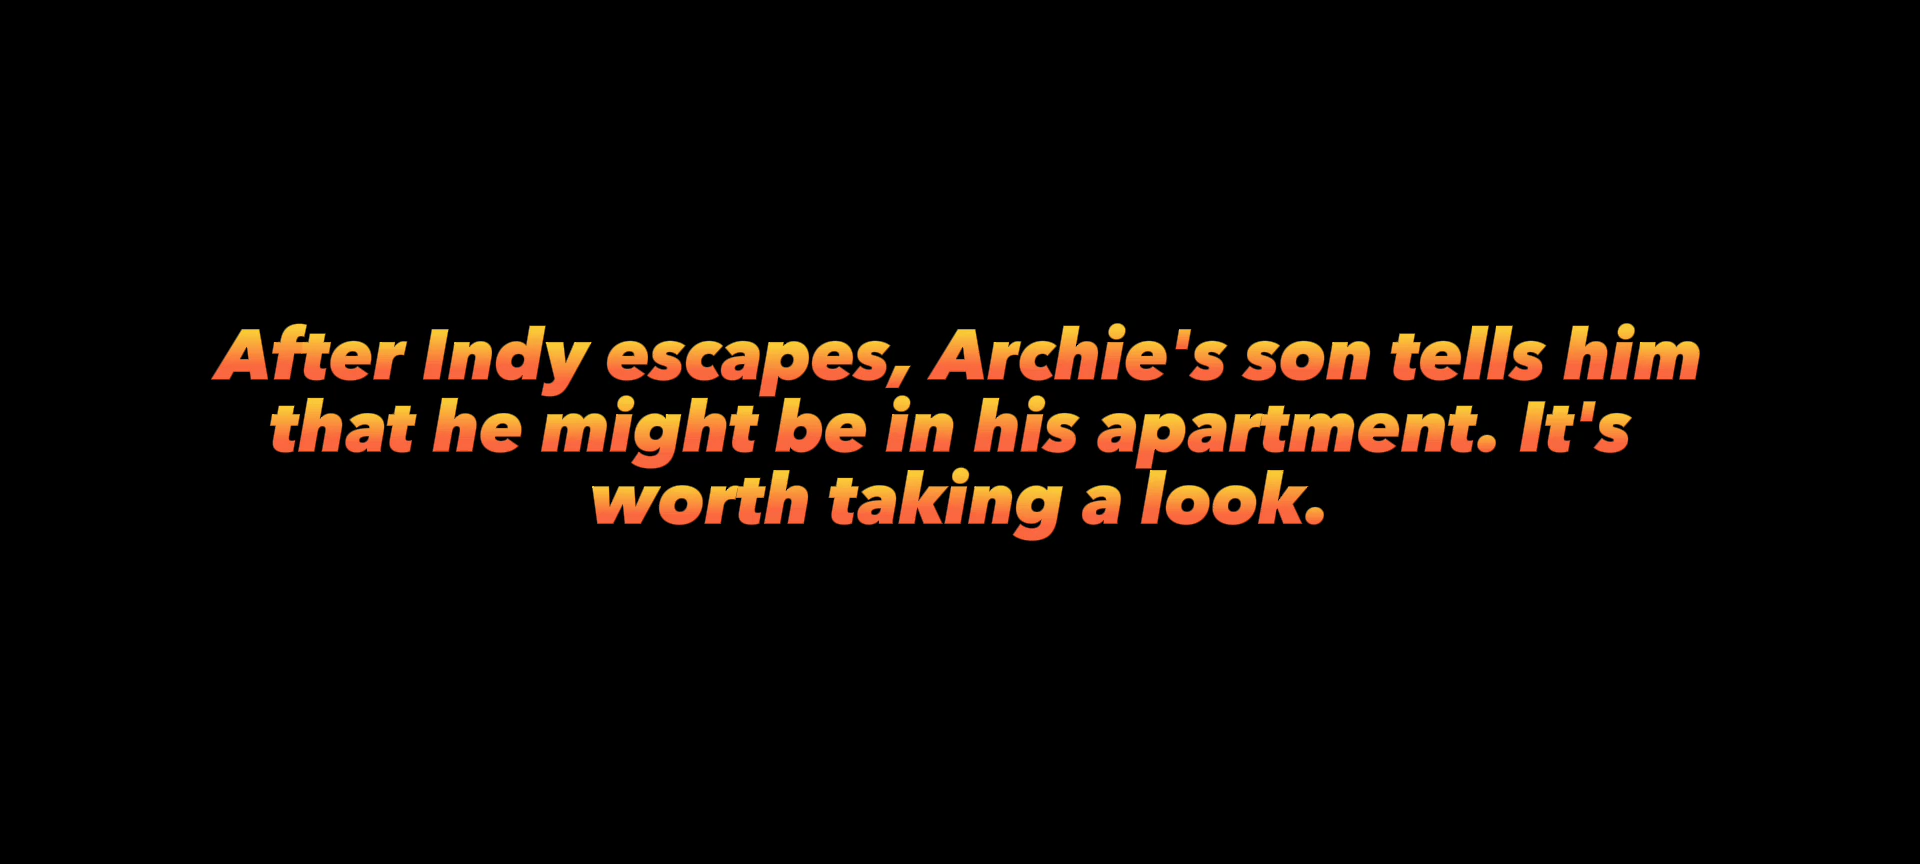 After Indy escapes, Archie's son tells him
that he might be in his apartment. It's
worth taking a look.